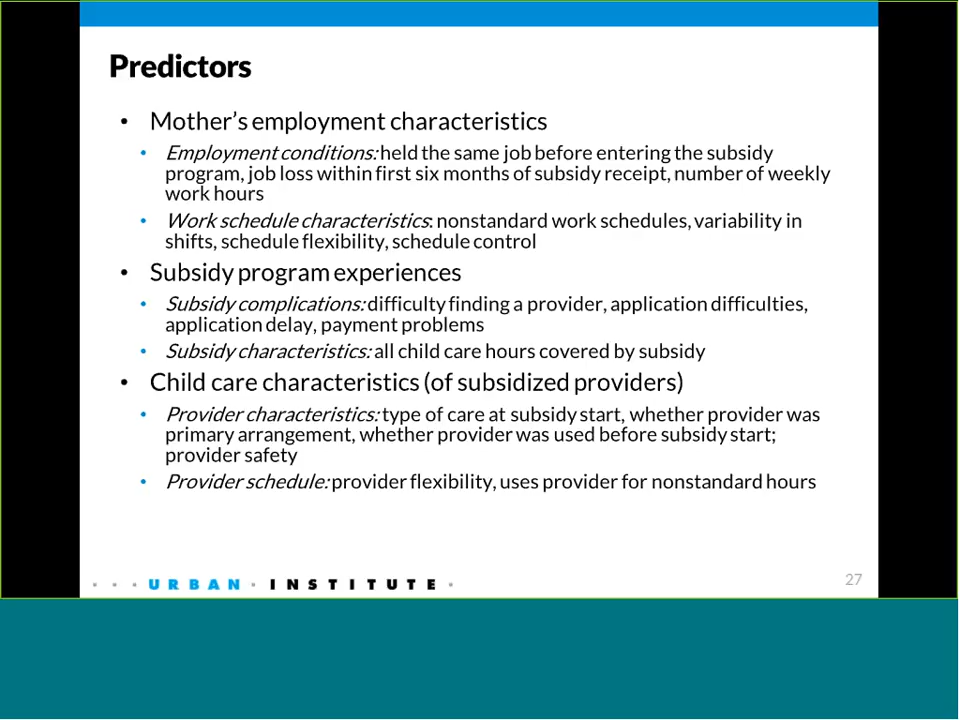 Predictors
• Mother's employment characteristics
• Employment conditions: held the same job before entering the subsidy
program, job loss within first six months of subsidy receipt, number of weekly
work hours
• Work schedule characteristics: nonstandard work schedules, variability in
shifts, schedule flexibility, schedule control
• Subsidy program experiences
• Subsidy complications: difficulty finding a provider, application difficulties,
application delay, payment problems
• Subsidy characteristics: all child care hours covered by subsidy
• Child care characteristics (of subsidized providers)
• Provider characteristics: type of care at subsidy start, whether provider was
primary arrangement, whether provider was used before subsidy start;
provider safety
• Provider schedule: provider flexibility, uses provider for nonstandard hours
27
URBAN INSTITUTE